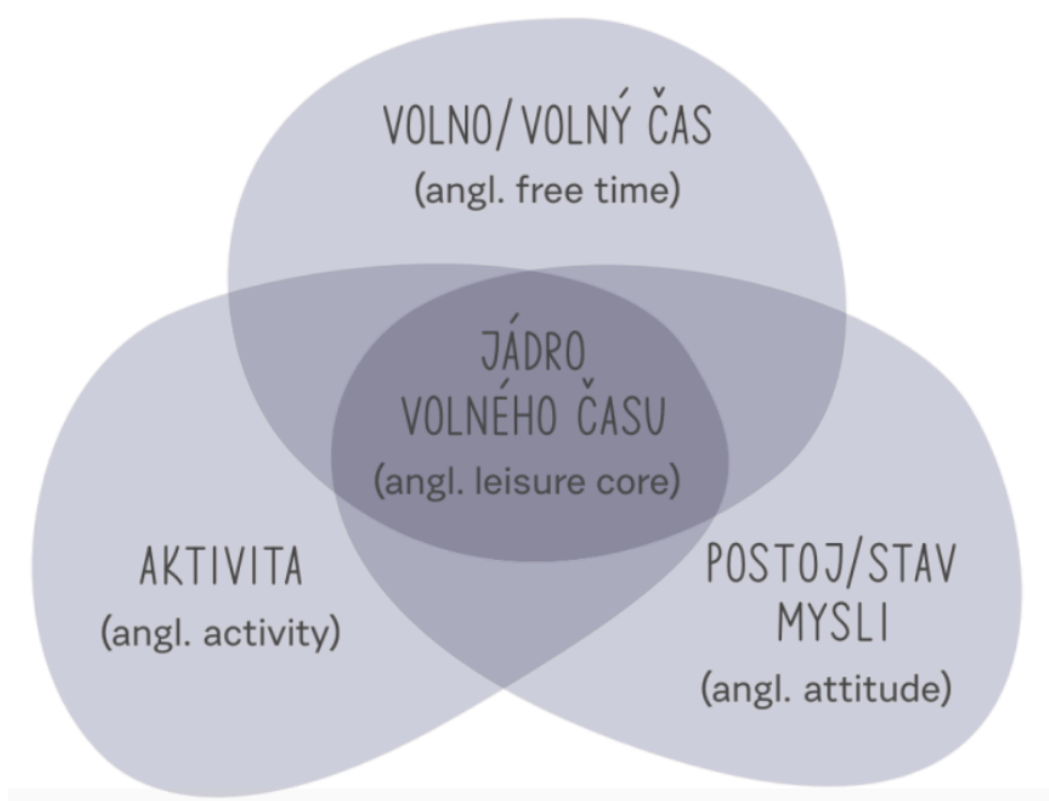 VOLNO/VOLNÝ ČAS
(angl. free time)
JÁDRO
VOLNÉHO ČASU
(angl. leisure core)
AKTIVITA
(angl. activity)
POSTOJ/STAV
MYSLI
(angl. attitude)